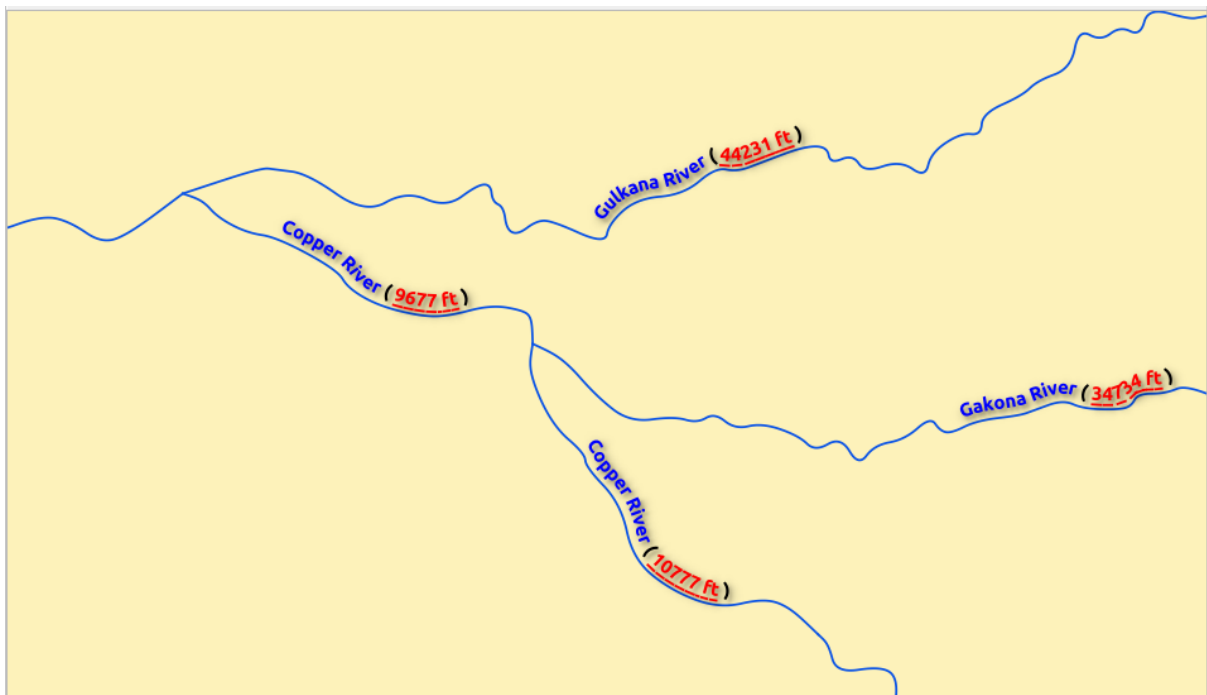 Gulkana River (44231 ft)
Copper River (9677 ft)
Gakona River (34734 ft)
Copper River (10777 ft)